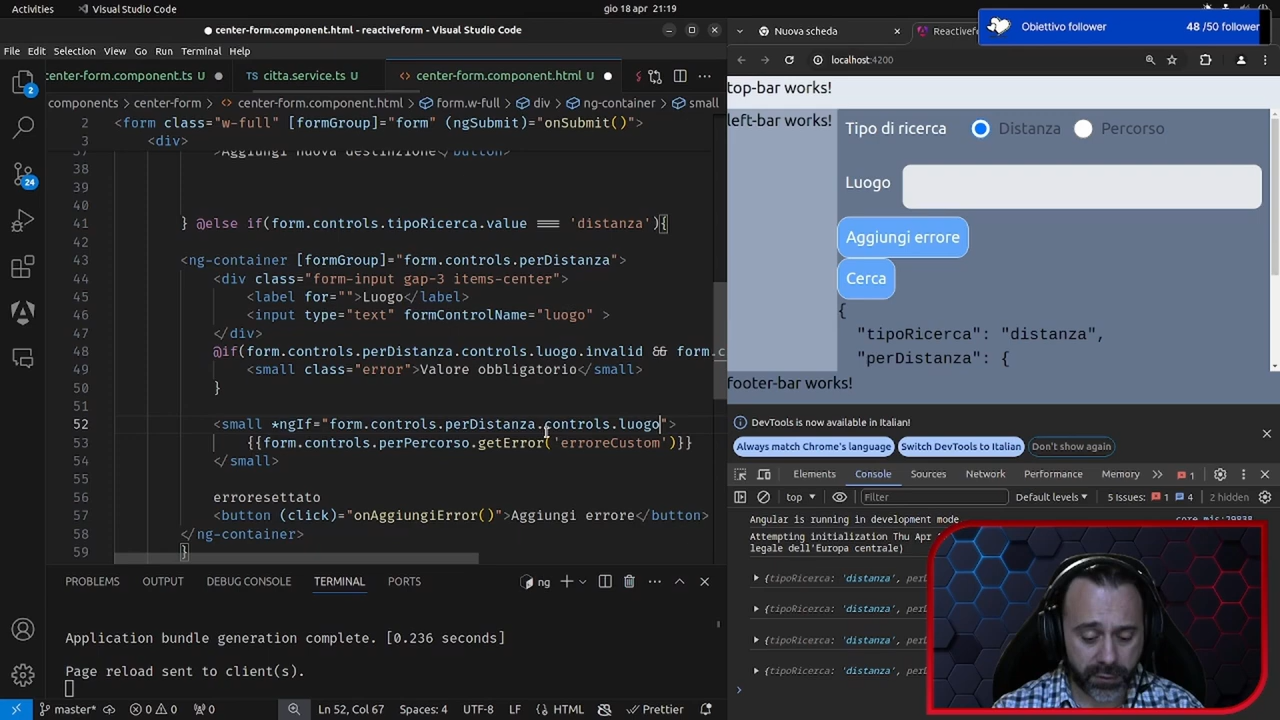 Activities
Visual Studio Code
gio 18 apr 21:19
center-form.component.html - reactiveform - Visual Studio Code
Obiettivo follower
48 /50 follower
File Edit Selection View Go Run Terminal Help
center-form.component.ts
citta.service.ts
center-form.component.html
Nuova scheda
localhost:4200
components > center-form > center-form.component.html > form.w-full > div > ng-container > small
2 <form class="w-full" [formGroup]="form" (ngSubmit)="onSubmit()">
3 <div>
>Aggiungi nuova destinzione</button>
38
39
40
41 } @else if(form.controls.tipoRicerca.value === 'distanza'){
42
43 <ng-container [formGroup]="form.controls.perDistanza">
44 <div class="form-input gap-3 items-center">
45 <label for="">Luogo</label>
46 <input type="text" formControlName="luogo" >
47 </div>
48 @if(form.controls.perDistanza.controls.luogo.invalid && form.c
49 <small class="error">Valore obbligatorio</small>
50 }
51
52 <small *ngIf="form.controls.perDistanza.controls.luogo">
53 {{form.controls.perPercorso.getError('erroreCustom')}}
54 </small>
55
56 erroresettato
57 <button (click)="onAggiungiError()">Aggiungi errore</button>
58 </ng-container>
59 }
PROBLEMS OUTPUT DEBUG CONSOLE TERMINAL PORTS
ng
Application bundle generation complete. [0.236 seconds]
Page reload sent to client(s).
2
24
master*
0 0
0
Ln 52, Col 67 Spaces: 4 UTF-8 LF HTML Prettier
top-bar works!
left-bar works!
Tipo di ricerca Distanza Percorso
Luogo
Aggiungi errore
Cerca
{
"tipoRicerca": "distanza",
"perDistanza": {
footer-bar works!
DevTools is now available in Italian!
Always match Chrome's language Switch DevTools to Italian Don't show again
Elements Console Sources Network Performance Memory 1
top Filter Default levels 5 Issues: 1 4 2 hidden
Angular is running in development mode.
Attempting initialization Thu Apr 1
legale dell'Europa centrale)
{tipoRicerca: 'distanza', perD
{tipoRicerca: 'distanza', perD
{tipoRicerca: 'distanza', perD
{tipoRicerca: 'distanza', perD